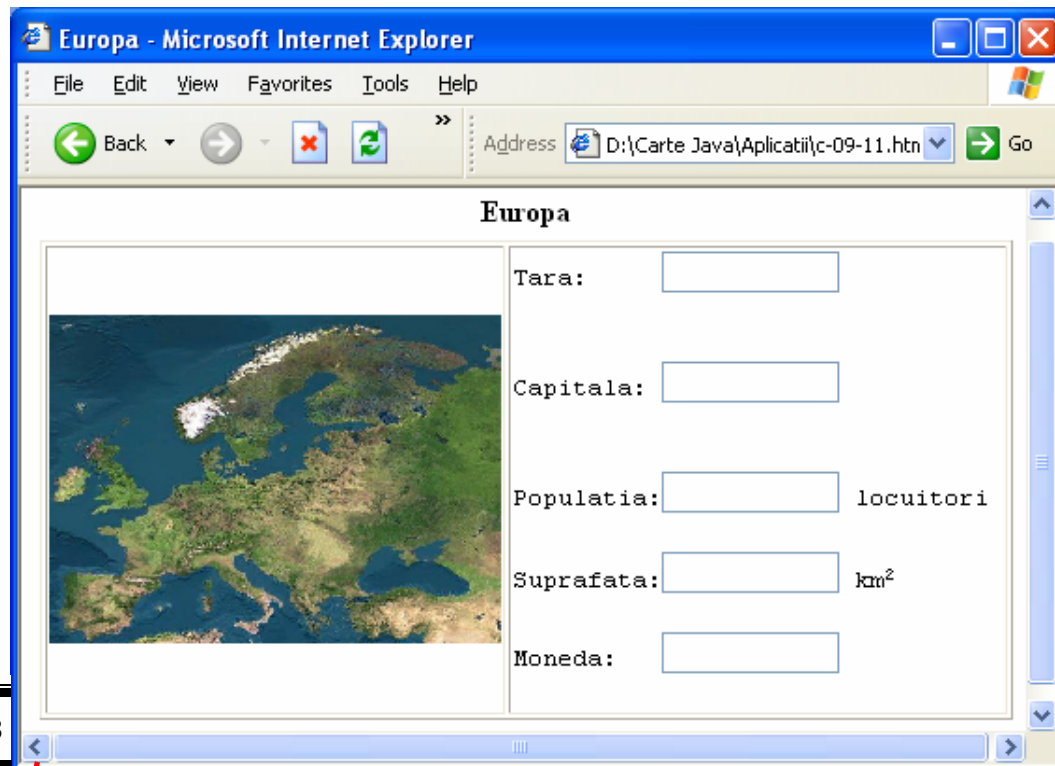 Europa - Microsoft Internet Explorer
File Edit View Favorites Tools Help
Back » Address D:\Carte Java\Aplicatii\c-09-11.htn Go
Europa
Tara:
Capitala:
Populatia: locuitori
Suprafata: km²
Moneda: